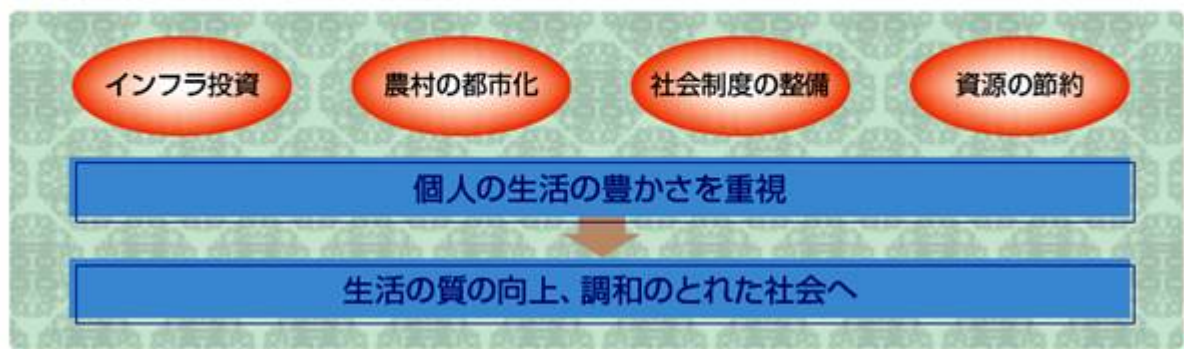 インフラ投資
農村の都市化
社会制度の整備
資源の節約
個人の生活の豊かさを重視
生活の質の向上、調和のとれた社会へ